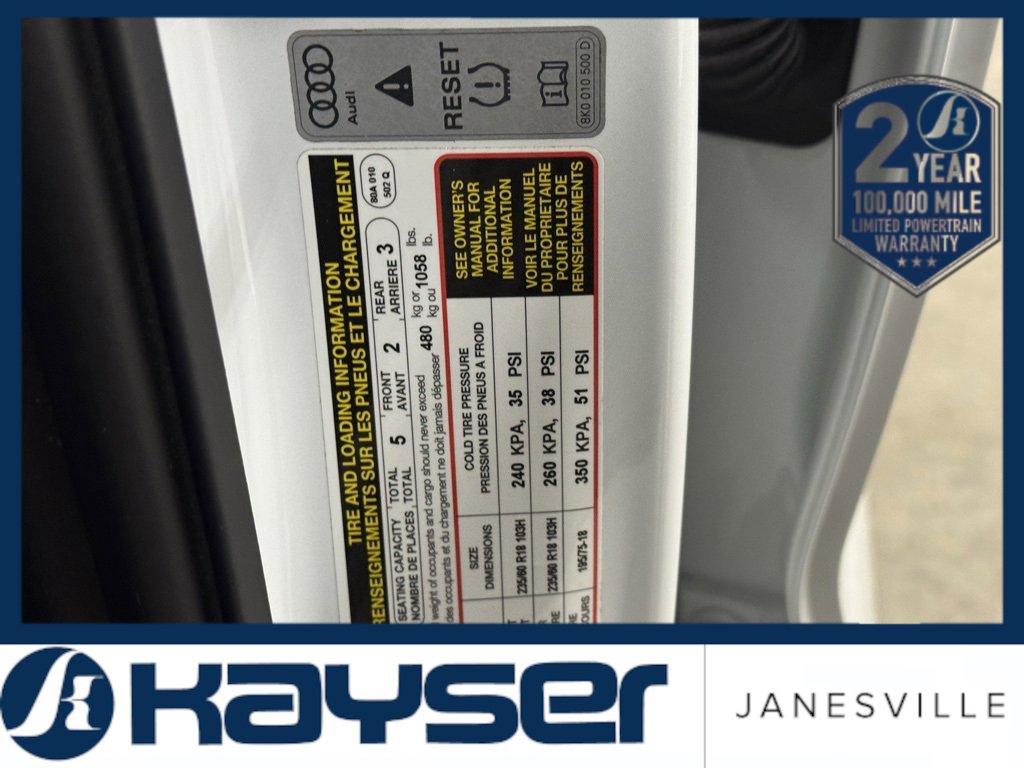 Audi
RESET
8K0 010 500 D
TIRE AND LOADING INFORMATION
RENSEIGNEMENTS SUR LES PNEUS ET LE CHARGEMENT
80A 010
502 Q
SEATING CAPACITY TOTAL 5 FRONT 2 REAR 3
NOMBRE DE PLACES TOTAL AVANT ARRIERE
weight of occupants and cargo should never exceed 480 kg or 1058 lbs.
des occupants et du chargement ne doit jamais dépasser kg ou lb.
SIZE
DIMENSIONS
COLD TIRE PRESSURE
PRESSION DES PNEUS A FROID
235/60 R18 103H 240 KPA, 35 PSI
235/60 R18 103H 260 KPA, 38 PSI
195/75-18 350 KPA, 51 PSI
SEE OWNER'S
MANUAL FOR
ADDITIONAL
INFORMATION
VOIR LE MANUEL
DU PROPRIETAIRE
POUR PLUS DE
RENSEIGNEMENTS
2 YEAR
100,000 MILE
LIMITED POWERTRAIN
WARRANTY
KAYSER
JANESVILLE